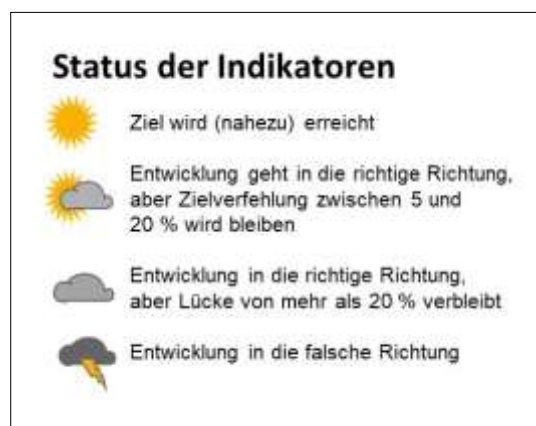 Status der Indikatoren
Ziel wird (nahezu) erreicht
Entwicklung geht in die richtige Richtung,
aber Zielverfehlung zwischen 5 und
20 % wird bleiben
Entwicklung in die richtige Richtung,
aber Lücke von mehr als 20 % verbleibt
Entwicklung in die falsche Richtung